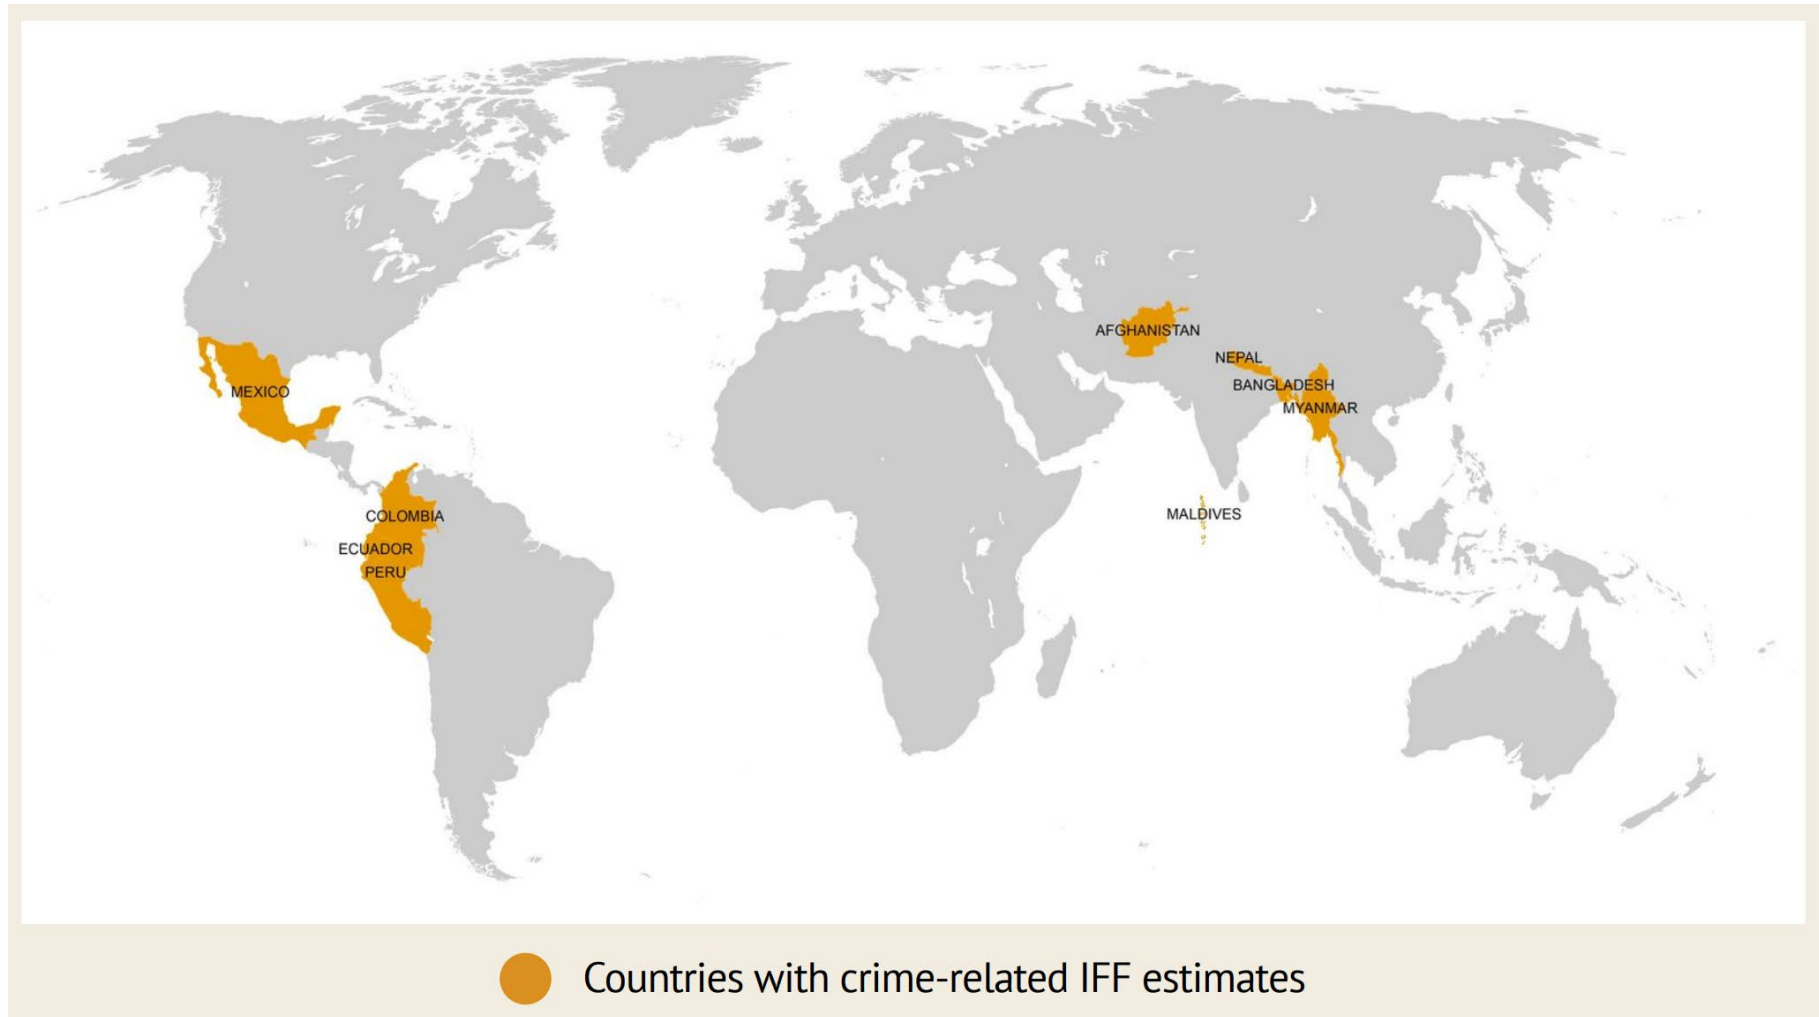 AFGHANISTAN
NEPAL
BANGLADESH
MEXICO
MYANMAR
MALDIVES
COLOMBIA
ECUADOR
PERU
Countries with crime-related IFF estimates